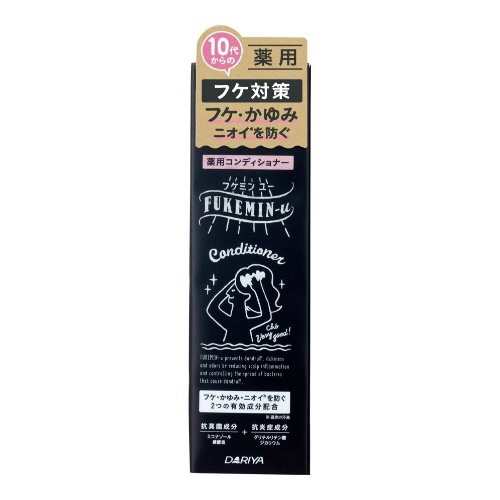 10代
からの
薬用
フケ対策
フケ・かゆみ
ニオイ※を防ぐ
薬用コンディショナー
フケミン ユー
FUKEMIN-u
Conditioner
Oh!
Very good!
FUKEMIN-u prevents dandruff, itchiness
and odors by reducing scalp inflammation
and controlling the spread of bacteria
that cause dandruff.
フケ・かゆみ・ニオイ※を防ぐ
2つの有効成分配合
抗真菌成分
ミコナゾール
硝酸塩
+
抗炎症成分
グリチルリチン酸
ジカリウム
DARIYA